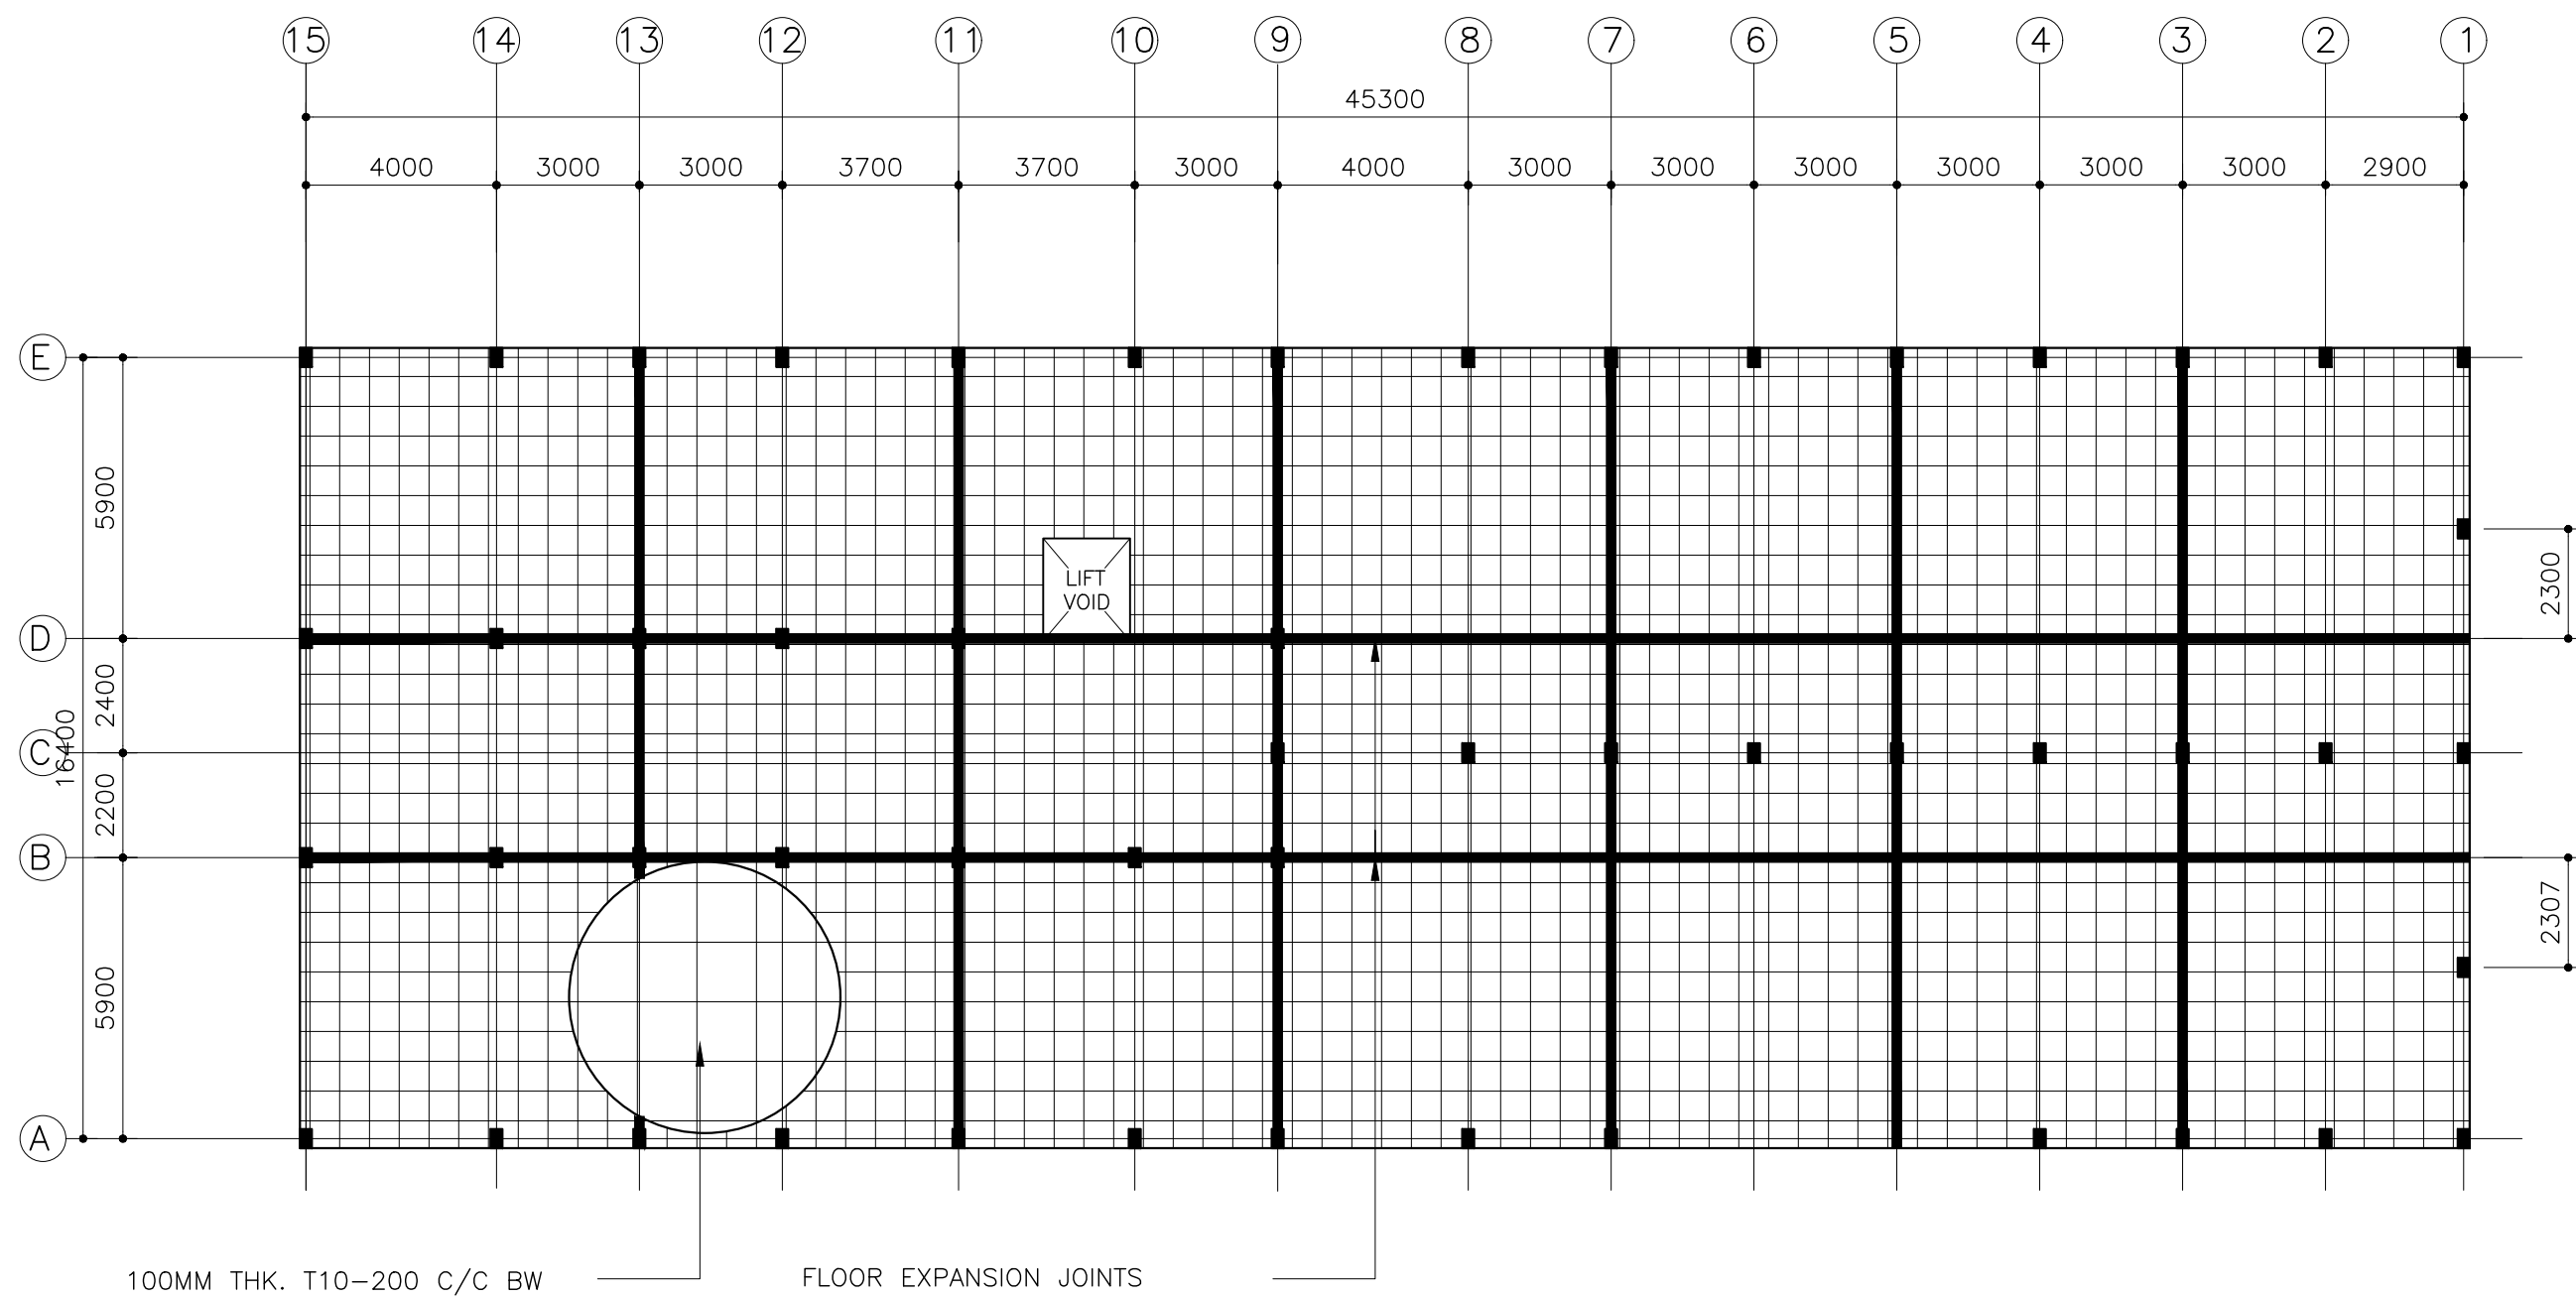 15 14 13 12 11 10 9 8 7 6 5 4 3 2 1
45300
4000 3000 3000 3700 3700 3000 4000 3000 3000 3000 3000 3000 3000 2900
E
5900
LIFT
VOID
2300
D
2400
C
16400
2200
B
2307
5900
A
100MM THK. T10-200 C/C BW
FLOOR EXPANSION JOINTS